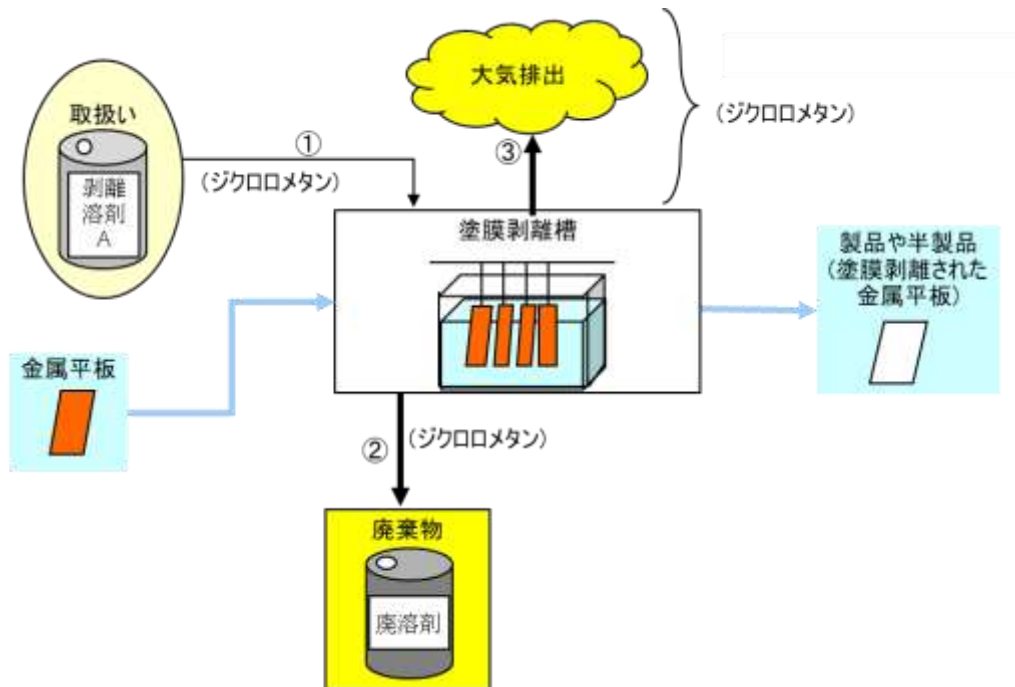 大気排出
取扱い
①
③
(ジクロロメタン)
(ジクロロメタン)
剥離
溶剤
A
塗膜剥離槽
製品や半製品
(塗膜剥離された
金属平板)
金属平板
②
(ジクロロメタン)
廃棄物
廃溶剤